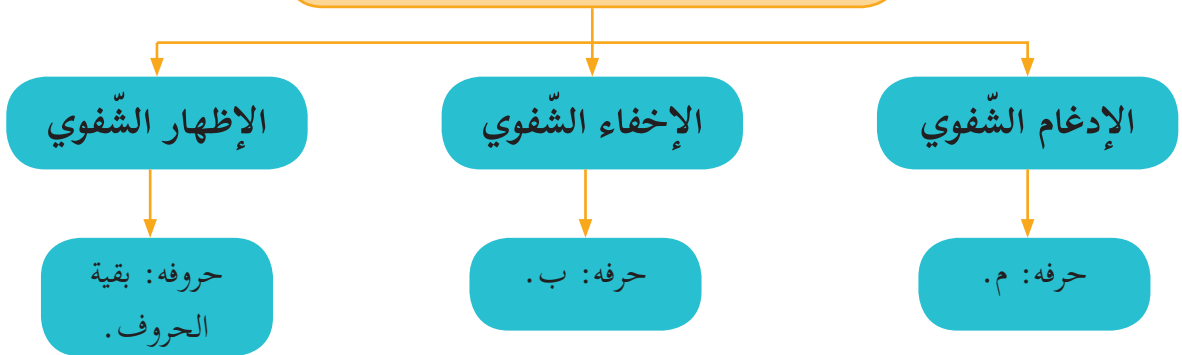 الإدغام الشّفوي
الإخفاء الشّفوي
الإظهار الشّفوي
حرفه: م.
حرفه: ب.
حروفه: بقية
الحروف.